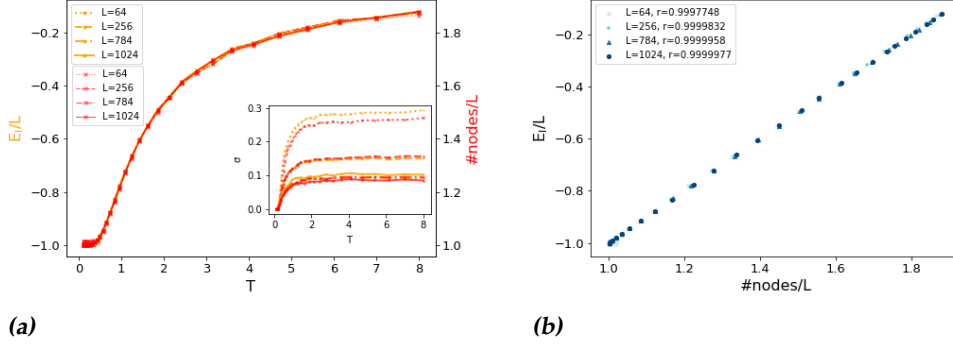 L=64
L=256
L=784
L=1024
L=64
L=256
L=784
L=1024
−0.2
−0.4
−0.6
−0.8
−1.0
E_I/L
0 1 2 3 4 5 6 7 8
T
1.8
1.6
1.4
1.2
1.0
#nodes/L
0.3
0.2
0.1
0.0
σ
0 2 4 6 8
T
(a)
L=64, r=0.9997748
L=256, r=0.9999832
L=784, r=0.9999958
L=1024, r=0.9999977
−0.2
−0.4
−0.6
−0.8
−1.0
E_I/L
1.0 1.2 1.4 1.6 1.8
#nodes/L
(b)